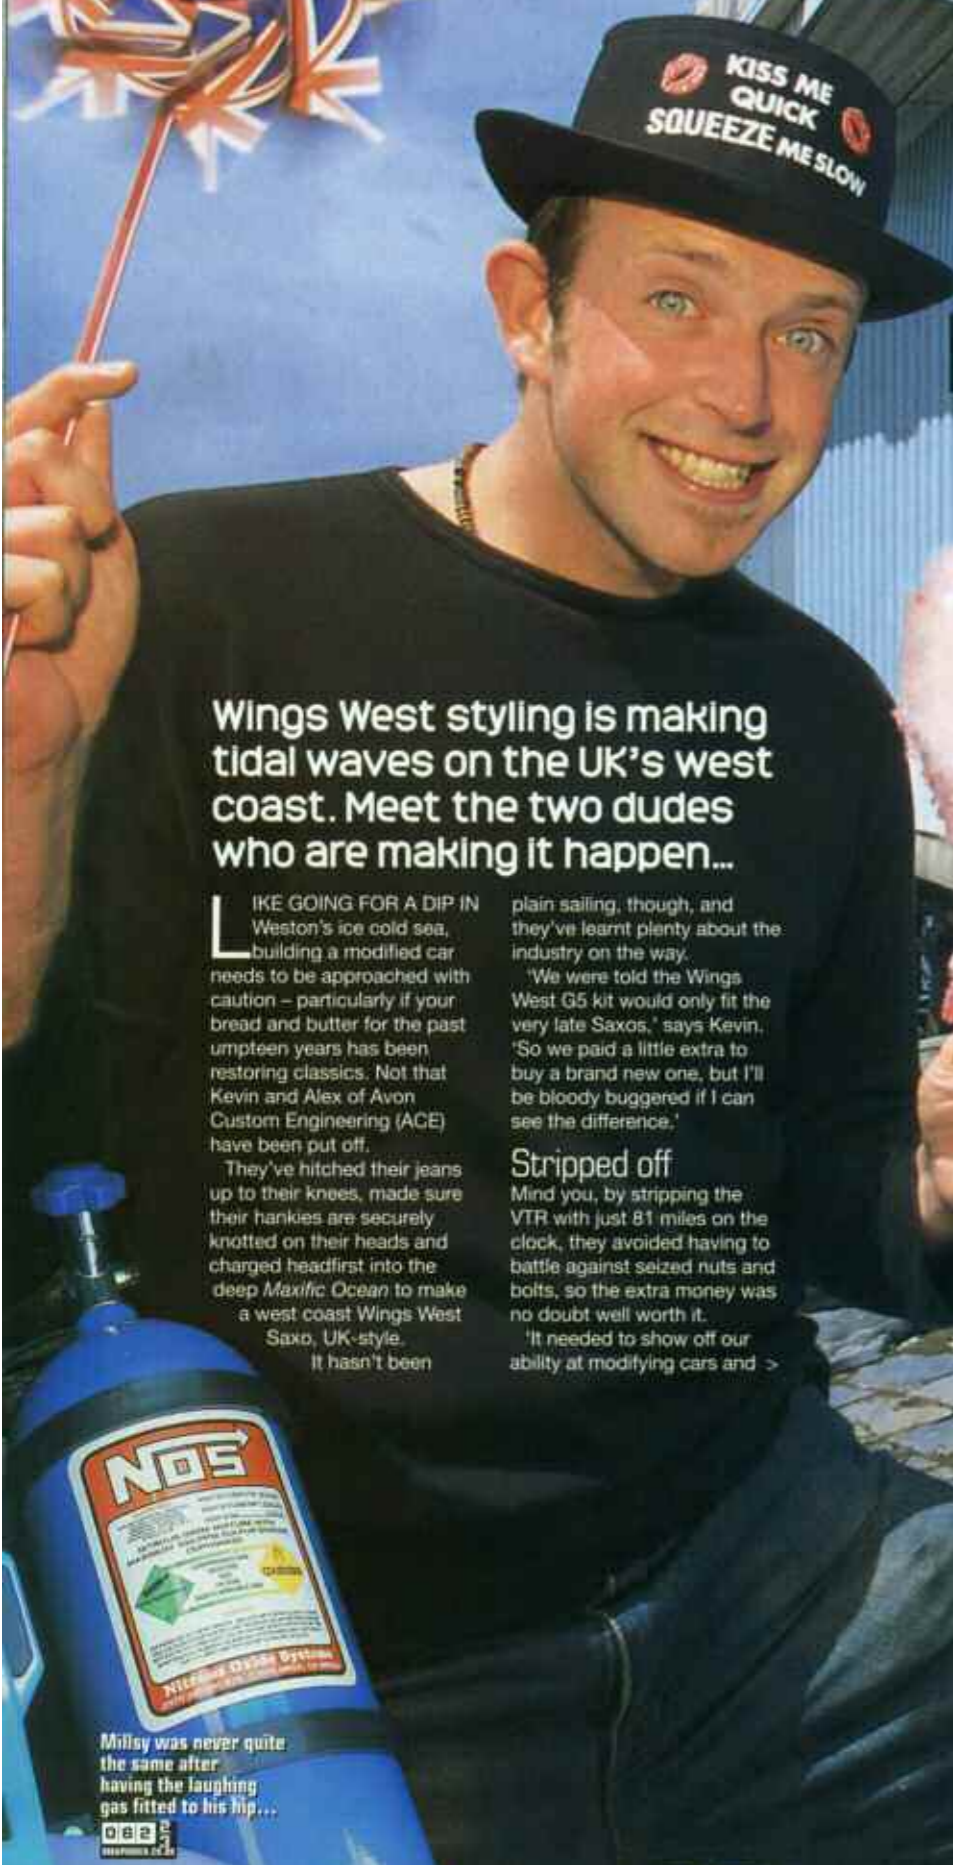 KISS ME
QUICK
SQUEEZE ME SLOW
Wings West styling is making
tidal waves on the UK's west
coast. Meet the two dudes
who are making it happen...
LIKE GOING FOR A DIP IN
Weston's ice cold sea,
building a modified car
needs to be approached with
caution – particularly if your
bread and butter for the past
umpteen years has been
restoring classics. Not that
Kevin and Alex of Avon
Custom Engineering (ACE)
have been put off.
They've hitched their jeans
up to their knees, made sure
their hankies are securely
knotted on their heads and
charged headfirst into the
deep Maxific Ocean to make
a west coast Wings West
Saxo, UK-style.
It hasn't been
plain sailing, though, and
they've learnt plenty about the
industry on the way.
'We were told the Wings
West G5 kit would only fit the
very late Saxos,' says Kevin.
'So we paid a little extra to
buy a brand new one, but I'll
be bloody buggered if I can
see the difference.'
Stripped off
Mind you, by stripping the
VTR with just 81 miles on the
clock, they avoided having to
battle against seized nuts and
bolts, so the extra money was
no doubt well worth it.
'It needed to show off our
ability at modifying cars and >
NOS
Nitrous Oxide Systems
Millsy was never quite
the same after
having the laughing
gas fitted to his hip...
062